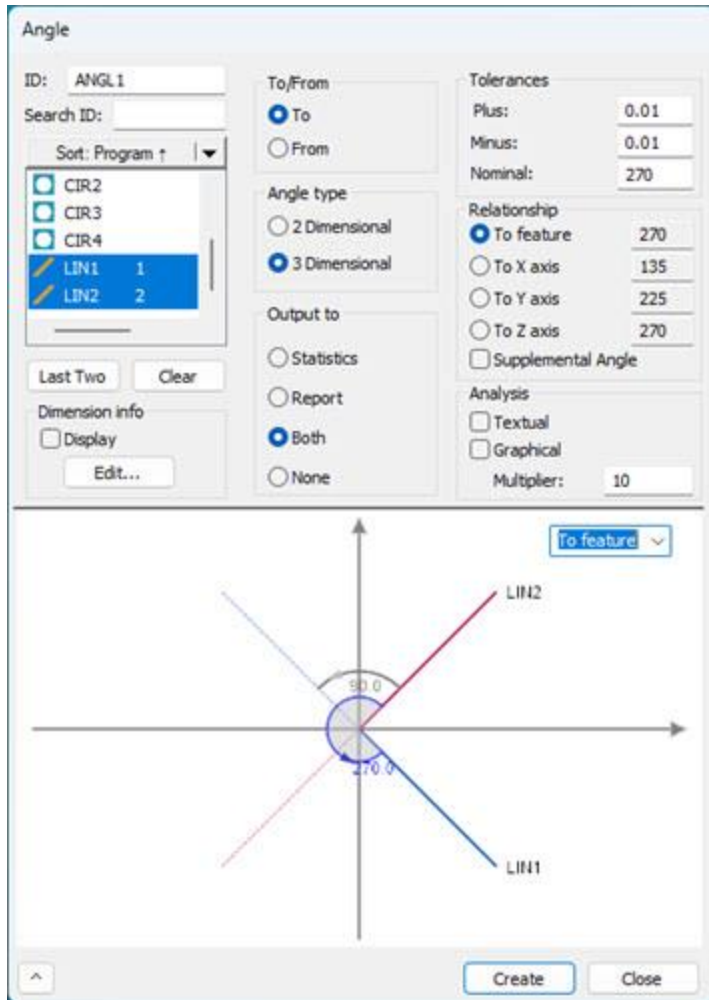 Angle
ID: ANGL1
Search ID:
Sort: Program ↑
CIR2
CIR3
CIR4
LIN1 1
LIN2 2
Last Two Clear
Dimension info
Display
Edit...
To/From
To
From
Angle type
2 Dimensional
3 Dimensional
Output to
Statistics
Report
Both
None
Tolerances
Plus: 0.01
Minus: 0.01
Nominal: 270
Relationship
To feature 270
To X axis 135
To Y axis 225
To Z axis 270
Supplemental Angle
Analysis
Textual
Graphical
Multiplier: 10
To feature
LIN2
90.0
270.0
LIN1
Create Close